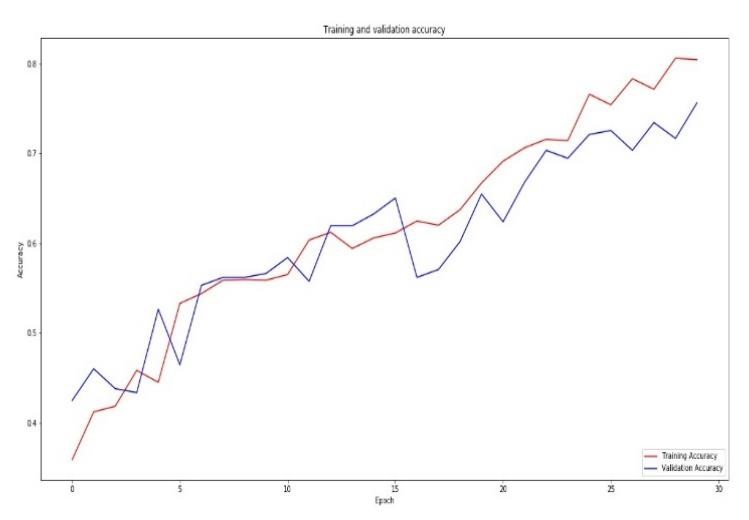 Training and validation accuracy
0.8
0.7
0.6
0.5
0.4
Accuracy
0
5
10
15
20
25
30
Epoch
Training Accuracy
Validation Accuracy